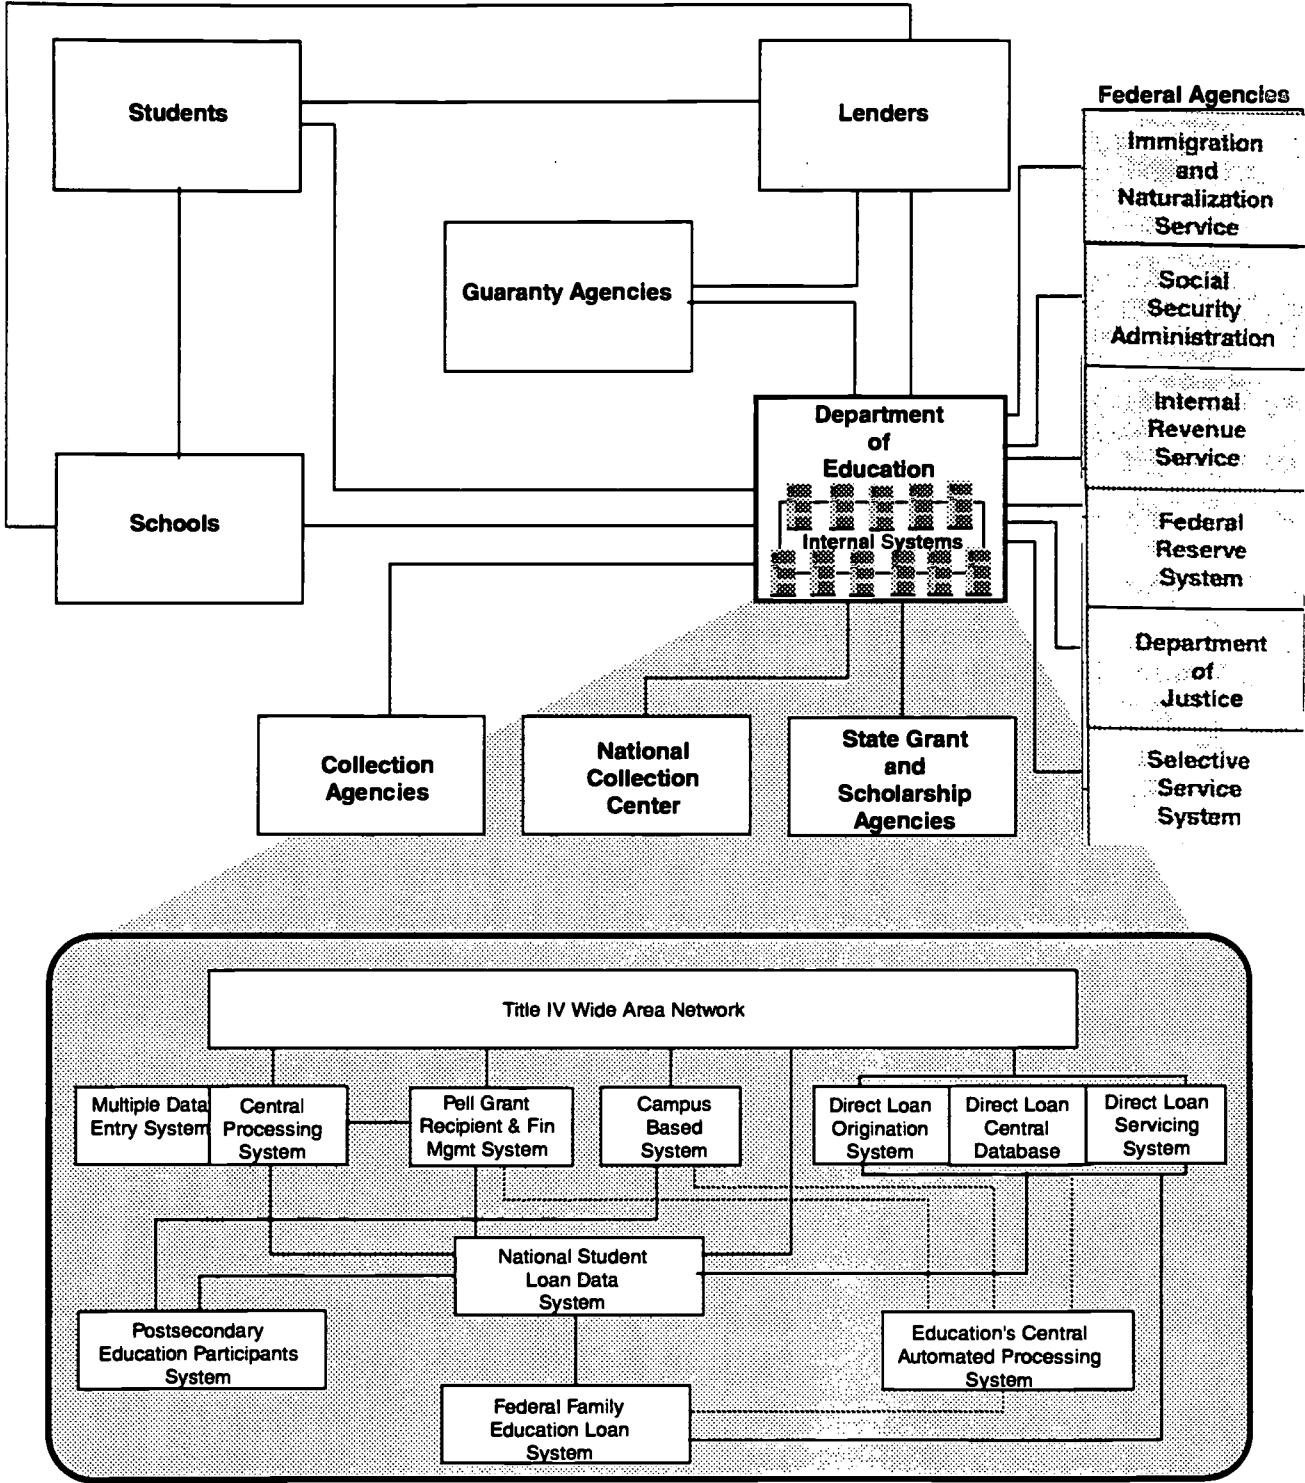 Students
Lenders
Federal Agencies
Immigration
and
Naturalization
Service
Guaranty Agencies
Social
Security
Administration
Department
of
Education
Internal Systems
Internal
Revenue
Service
Schools
Federal
Reserve
System
Department
of
Justice
Collection
Agencies
National
Collection
Center
State Grant
and
Scholarship
Agencies
Selective
Service
System
Title IV Wide Area Network
Multiple Data
Entry System
Central
Processing
System
Pell Grant
Recipient & Fin
Mgmt System
Campus
Based
System
Direct Loan
Origination
System
Direct Loan
Central
Database
Direct Loan
Servicing
System
National Student
Loan Data
System
Postsecondary
Education Participants
System
Education's Central
Automated Processing
System
Federal Family
Education Loan
System